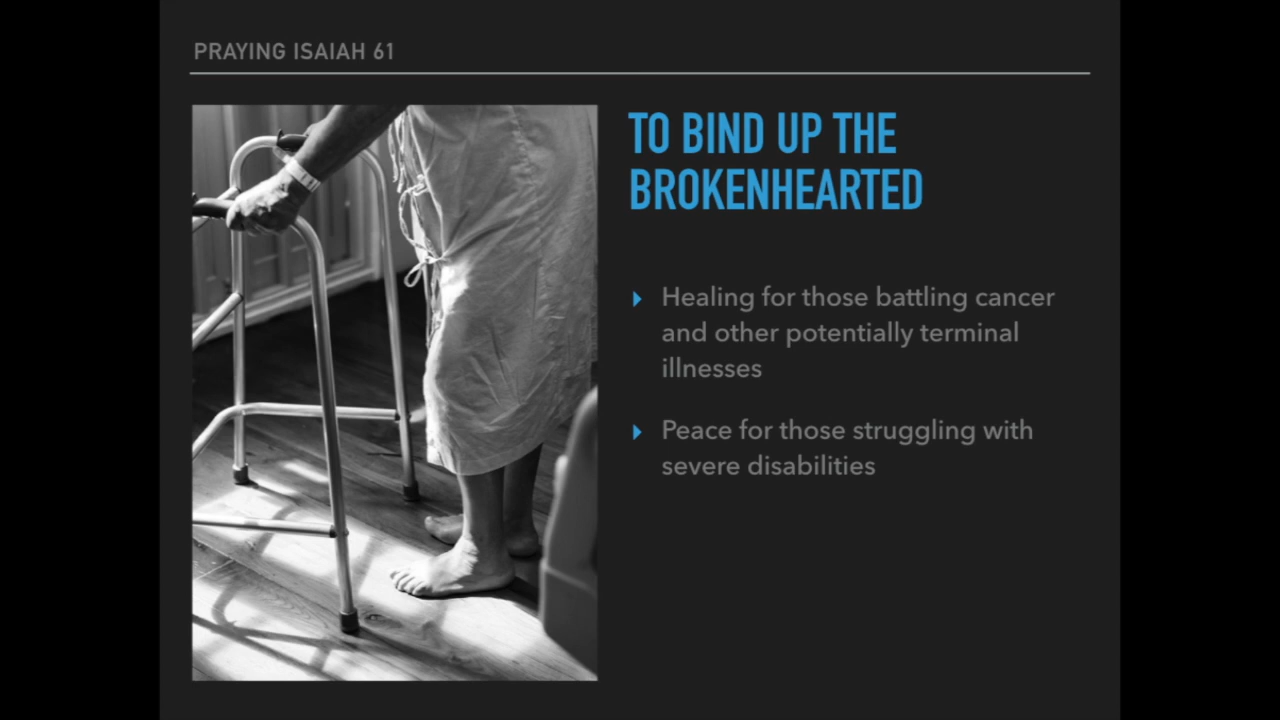 PRAYING ISAIAH 61
TO BIND UP THE
BROKENHEARTED
Healing for those battling cancer
and other potentially terminal
illnesses
Peace for those struggling with
severe disabilities